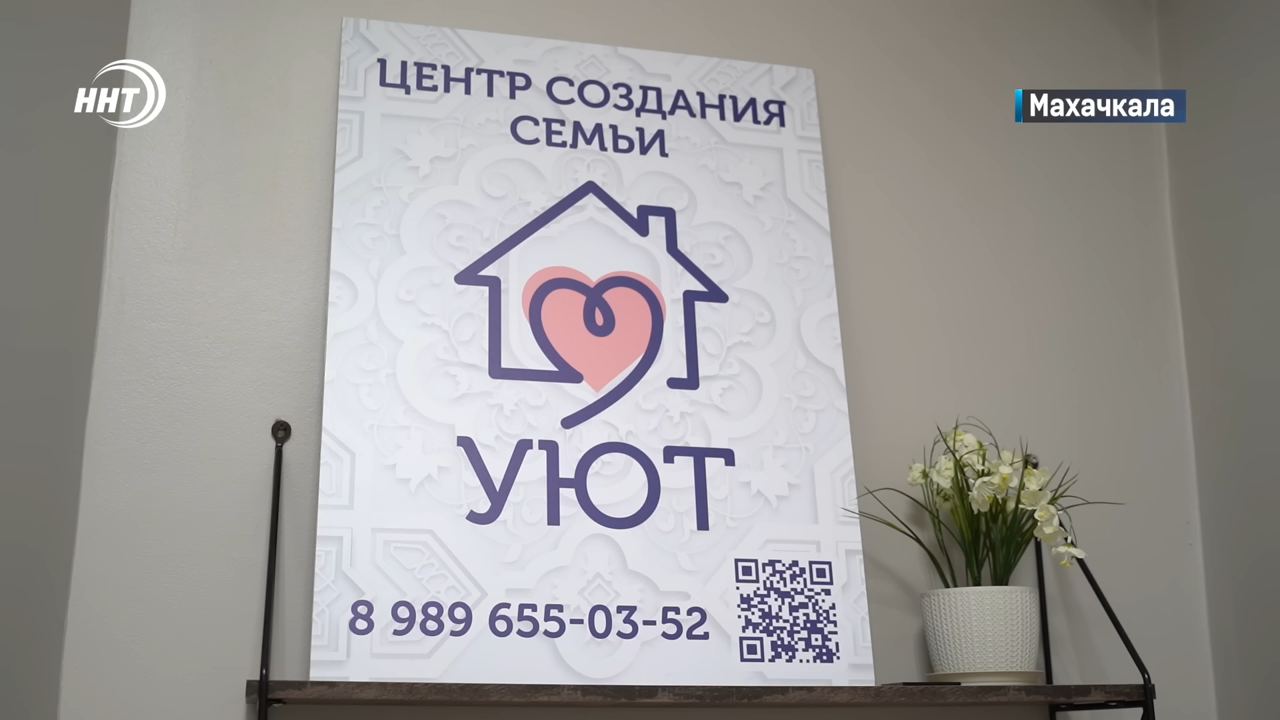 ННТ
Махачкала
ЦЕНТР СОЗДАНИЯ
СЕМЬИ
УЮТ
8 989 655-03-52